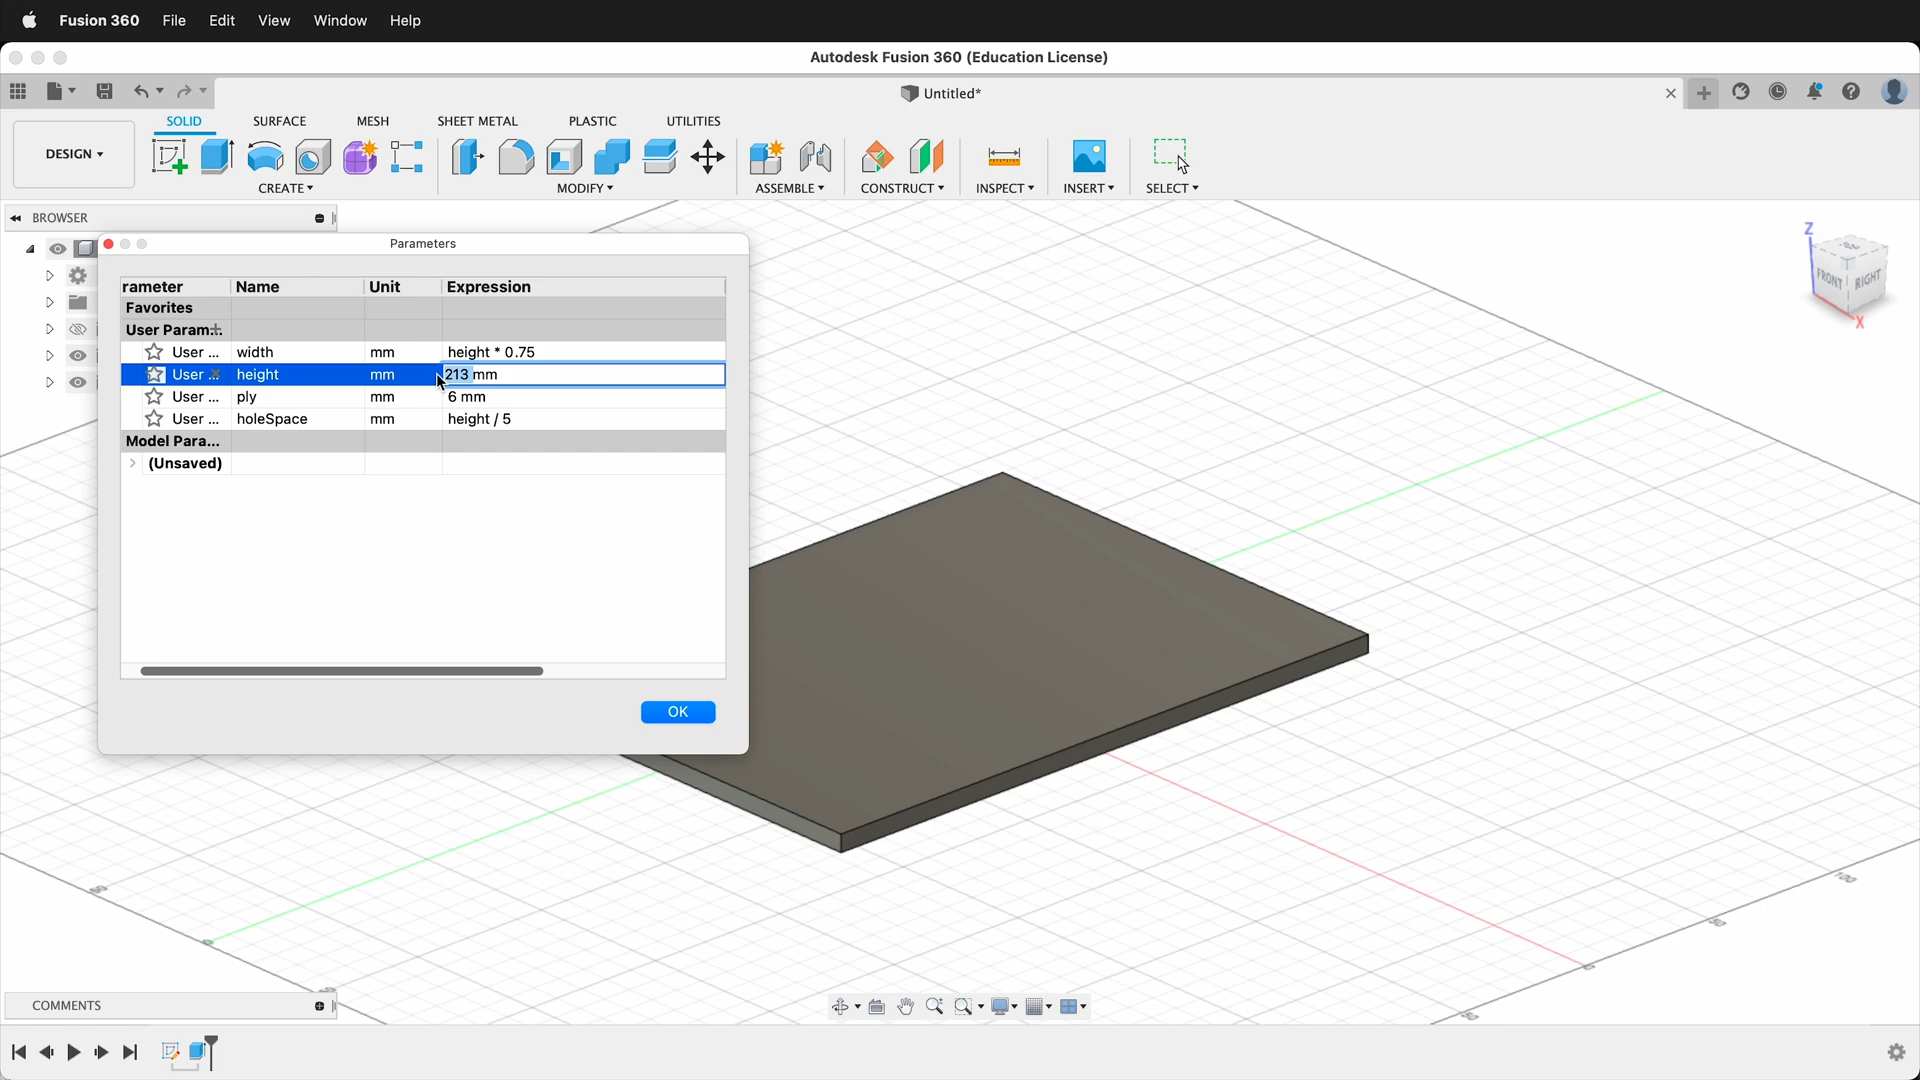 Fusion 360 File Edit View Window Help
Autodesk Fusion 360 (Education License)
Untitled*
SOLID SURFACE MESH SHEET METAL PLASTIC UTILITIES
DESIGN
CREATE MODIFY ASSEMBLE CONSTRUCT INSPECT INSERT SELECT
BROWSER
Parameters
rameter Name Unit Expression
Favorites
User Param...
User ... width mm height * 0.75
User ... height mm 213 mm
User ... ply mm 6 mm
User ... holeSpace mm height / 5
Model Para...
(Unsaved)
OK
Z
TOP
FRONT RIGHT
X
100
50
COMMENTS